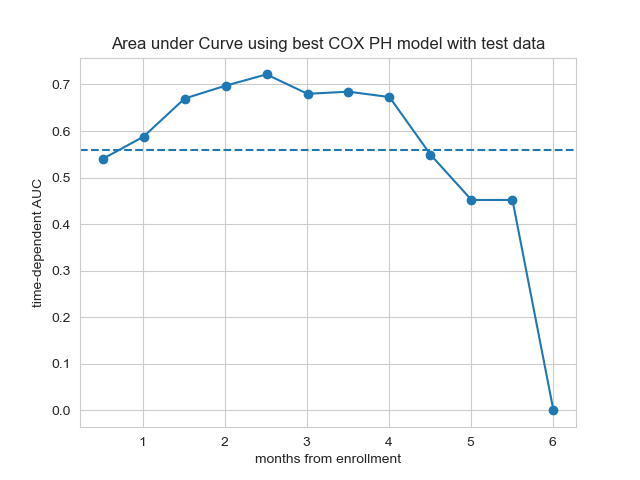 Area under Curve using best COX PH model with test data
time-dependent AUC
0.7
0.6
0.5
0.4
0.3
0.2
0.1
0.0
1 2 3 4 5 6
months from enrollment